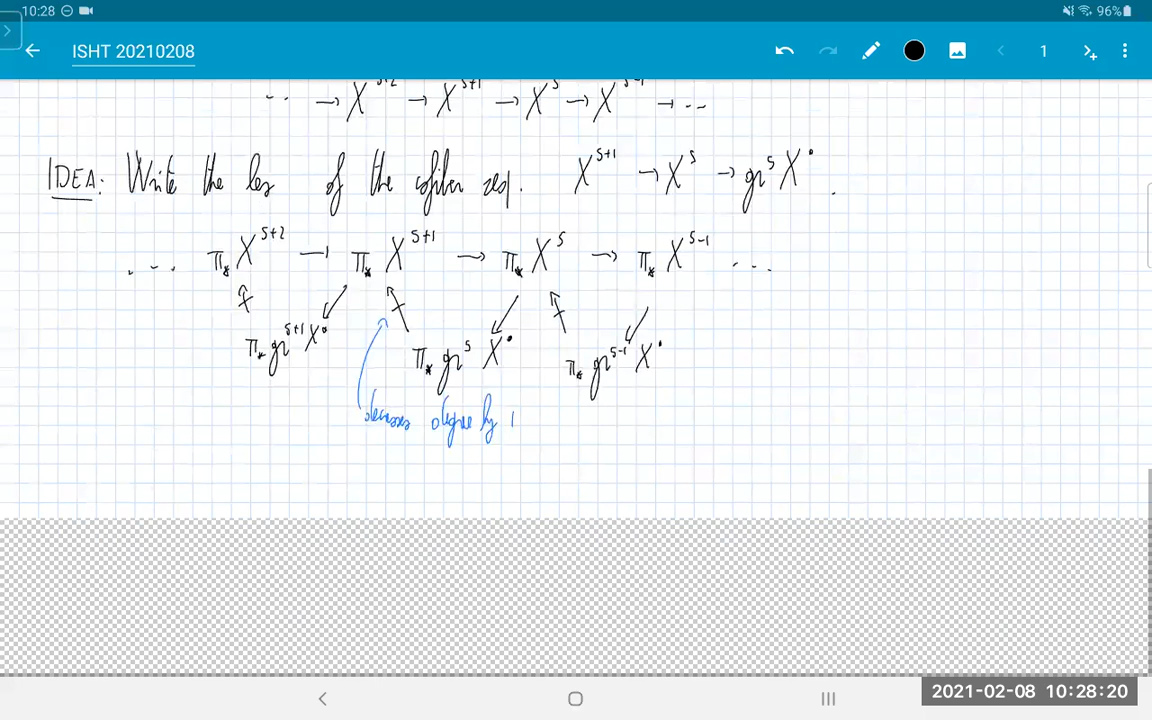 10:28 96%
ISHT 20210208 1
... → X^{s+2} → X^{s+1} → X^s → X^{s-1} → ...
IDEA: Write the les of the cofiber seq. X^{s+1} → X^s → gr^s X^• .
... π_* X^{s+2} → π_* X^{s+1} → π_* X^s → π_* X^{s-1} ...
π_* gr^{s+1} X^• π_* gr^s X^• π_* gr^{s-1} X^•
decreases degree by 1
2021-02-08 10:28:20